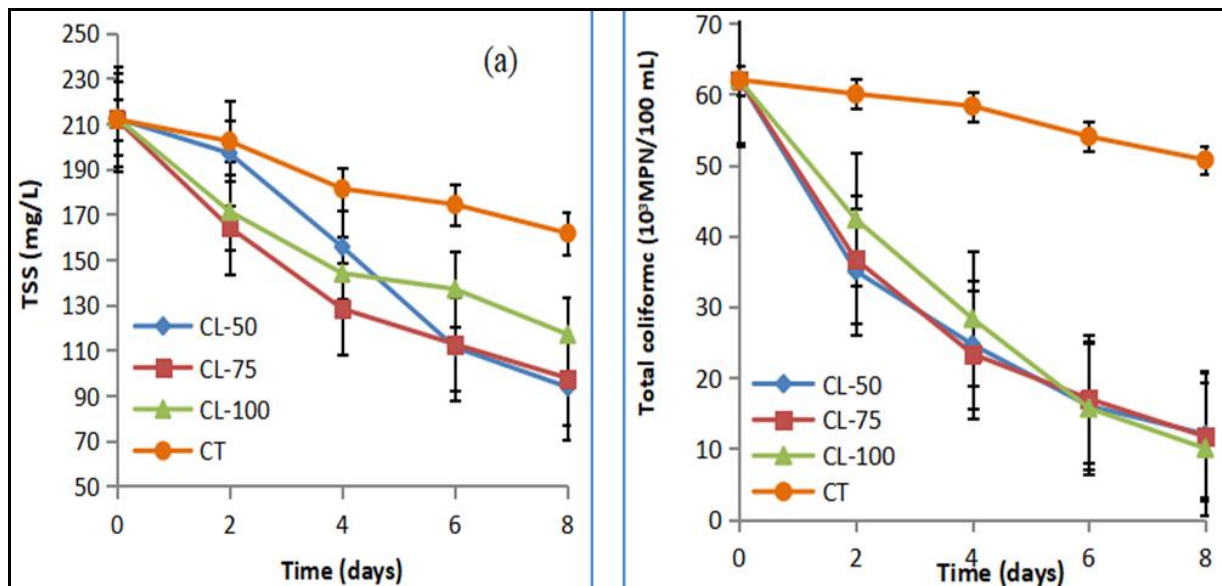 250
230
210
190
170
150
130
110
90
70
50
TSS (mg/L)
(a)
CL-50
CL-75
CL-100
CT
0 2 4 6 8
Time (days)
70
60
50
40
30
20
10
0
Total coliformc (10³MPN/100 mL)
CL-50
CL-75
CL-100
CT
0 2 4 6 8
Time (days)